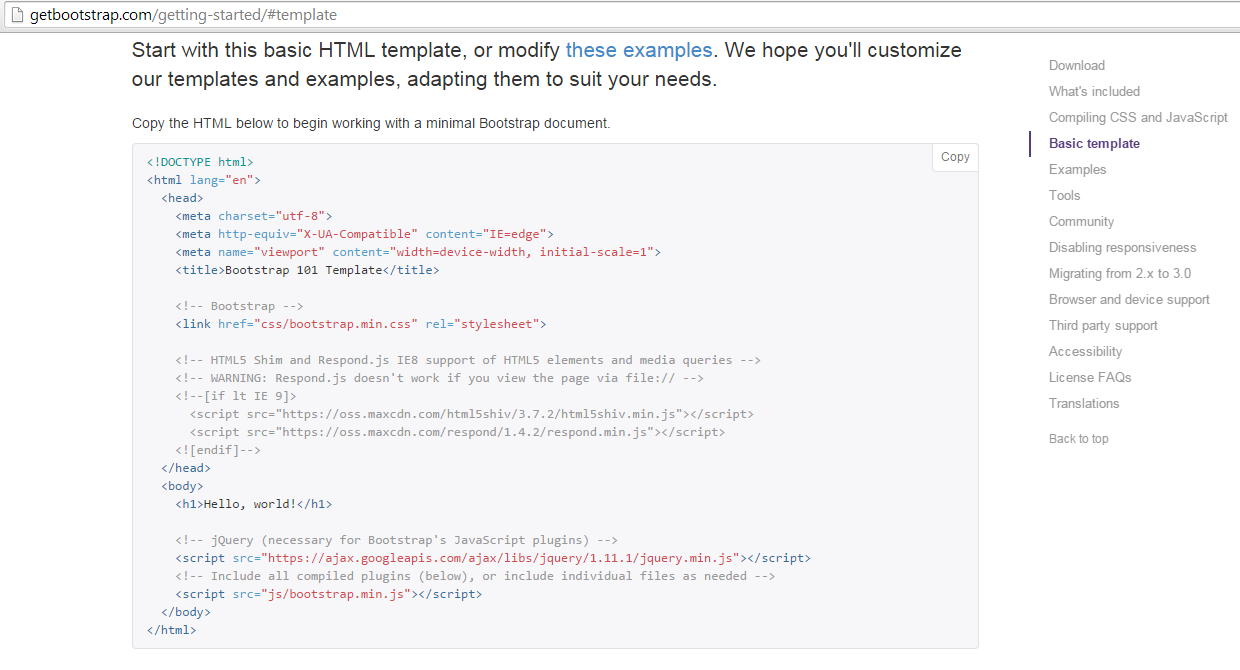 getbootstrap.com/getting-started/#template
Start with this basic HTML template, or modify these examples. We hope you'll customize
our templates and examples, adapting them to suit your needs.
Copy the HTML below to begin working with a minimal Bootstrap document.
Copy
<!DOCTYPE html>
<html lang="en">
  <head>
    <meta charset="utf-8">
    <meta http-equiv="X-UA-Compatible" content="IE=edge">
    <meta name="viewport" content="width=device-width, initial-scale=1">
    <title>Bootstrap 101 Template</title>

    <!-- Bootstrap -->
    <link href="css/bootstrap.min.css" rel="stylesheet">

    <!-- HTML5 Shim and Respond.js IE8 support of HTML5 elements and media queries -->
    <!-- WARNING: Respond.js doesn't work if you view the page via file:// -->
    <!--[if lt IE 9]>
      <script src="https://oss.maxcdn.com/html5shiv/3.7.2/html5shiv.min.js"></script>
      <script src="https://oss.maxcdn.com/respond/1.4.2/respond.min.js"></script>
    <![endif]-->
  </head>
  <body>
    <h1>Hello, world!</h1>

    <!-- jQuery (necessary for Bootstrap's JavaScript plugins) -->
    <script src="https://ajax.googleapis.com/ajax/libs/jquery/1.11.1/jquery.min.js"></script>
    <!-- Include all compiled plugins (below), or include individual files as needed -->
    <script src="js/bootstrap.min.js"></script>
  </body>
</html>
Download
What's included
Compiling CSS and JavaScript
Basic template
Examples
Tools
Community
Disabling responsiveness
Migrating from 2.x to 3.0
Browser and device support
Third party support
Accessibility
License FAQs
Translations
Back to top